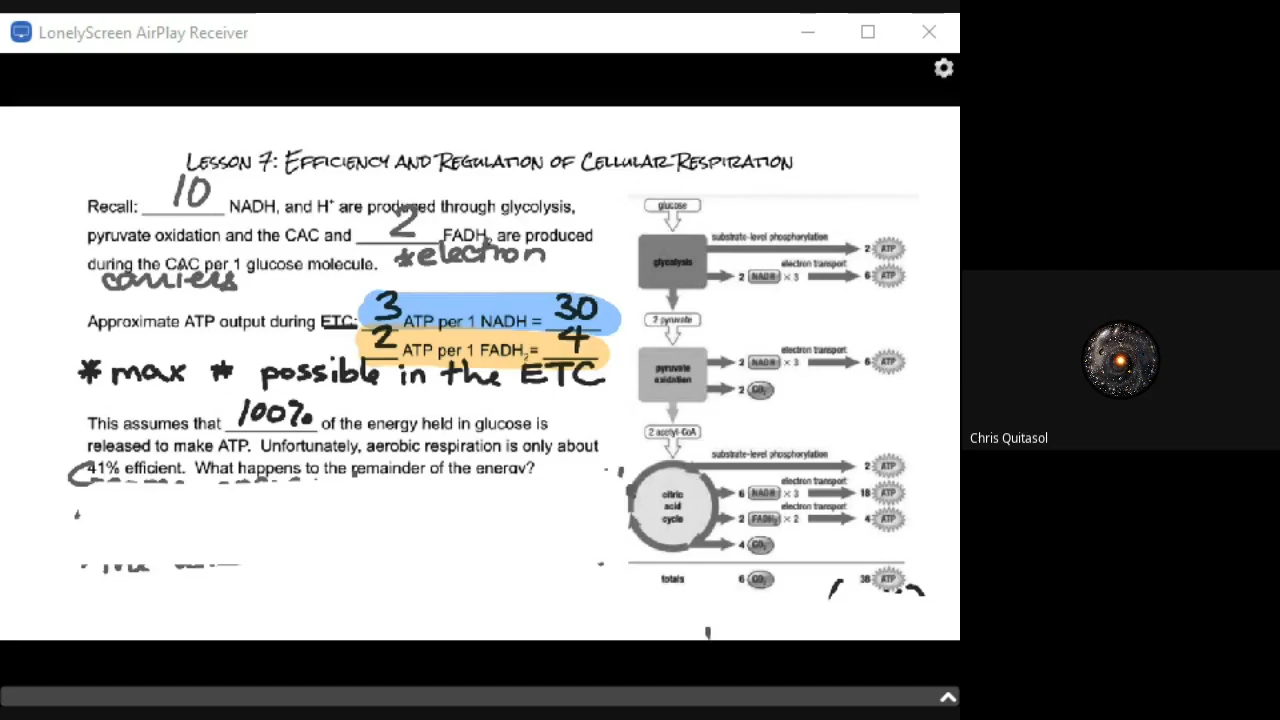 LonelyScreen AirPlay Receiver
LESSON 7: EFFICIENCY AND REGULATION OF CELLULAR RESPIRATION
Recall: 10 NADH, and H⁺ are produced through glycolysis,
pyruvate oxidation and the CAC and 2 FADH₂ are produced
during the CAC per 1 glucose molecule. *electron
carriers
Approximate ATP output during ETC: 3 ATP per 1 NADH = 30
2 ATP per 1 FADH₂= 4
* max * possible in the ETC
This assumes that 100% of the energy held in glucose is
released to make ATP. Unfortunately, aerobic respiration is only about
41% efficient. What happens to the remainder of the energy?
glucose
substrate-level phosphorylation
2 ATP
glycolysis
electron transport
2 NADH × 3 6 ATP
2 pyruvate
electron transport
pyruvate
oxidation
2 NADH × 3 6 ATP
2 CO₂
2 acetyl-CoA
substrate-level phosphorylation
2 ATP
citric
acid
cycle
electron transport
6 NADH × 3 18 ATP
electron transport
2 FADH₂ × 2 4 ATP
4 CO₂
totals 6 CO₂ 38 ATP
Chris Quitasol